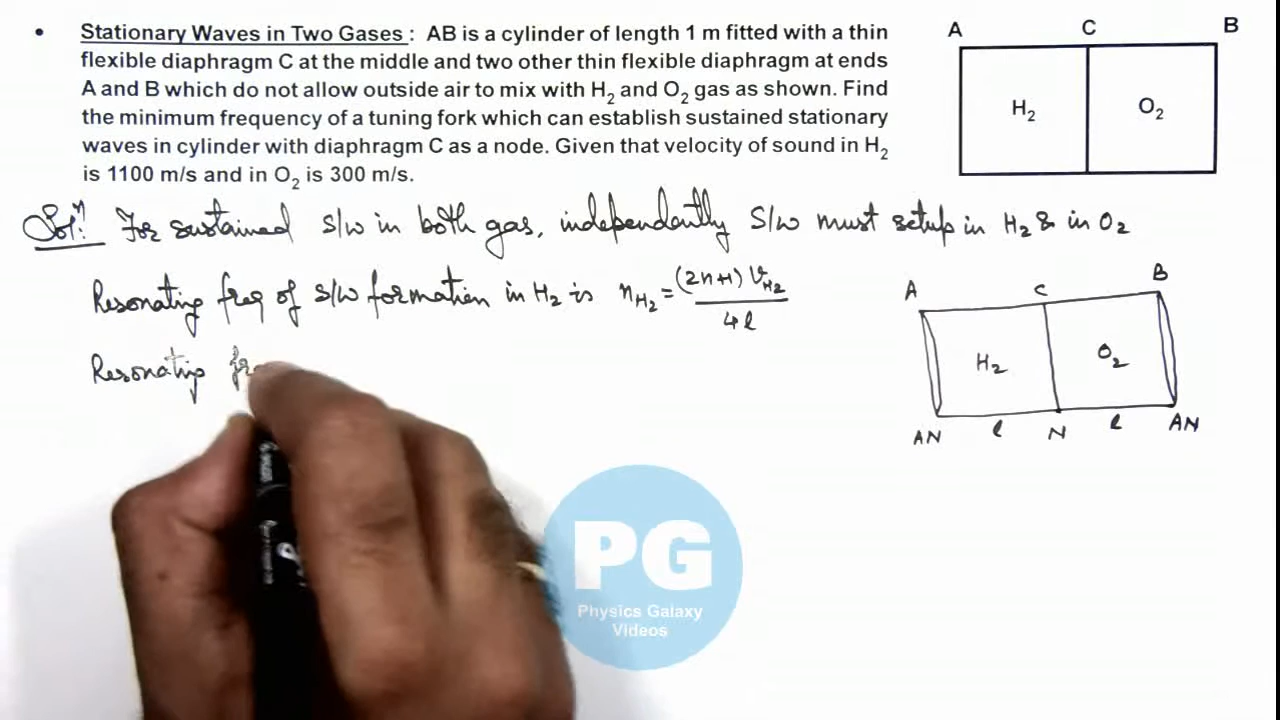 • Stationary Waves in Two Gases : AB is a cylinder of length 1 m fitted with a thin
flexible diaphragm C at the middle and two other thin flexible diaphragm at ends
A and B which do not allow outside air to mix with H₂ and O₂ gas as shown. Find
the minimum frequency of a tuning fork which can establish sustained stationary
waves in cylinder with diaphragm C as a node. Given that velocity of sound in H₂
is 1100 m/s and in O₂ is 300 m/s.
A C B
H₂ O₂
Solⁿ: For sustained S/W in both gas, independently S/W must setup in H₂ & in O₂
Resonating freq of S/W formation in H₂ is n_H₂ = (2n+1) v_H₂ / 4l
Resonating fre
A C B
H₂ O₂
AN l N l AN
PG
Physics Galaxy
Videos